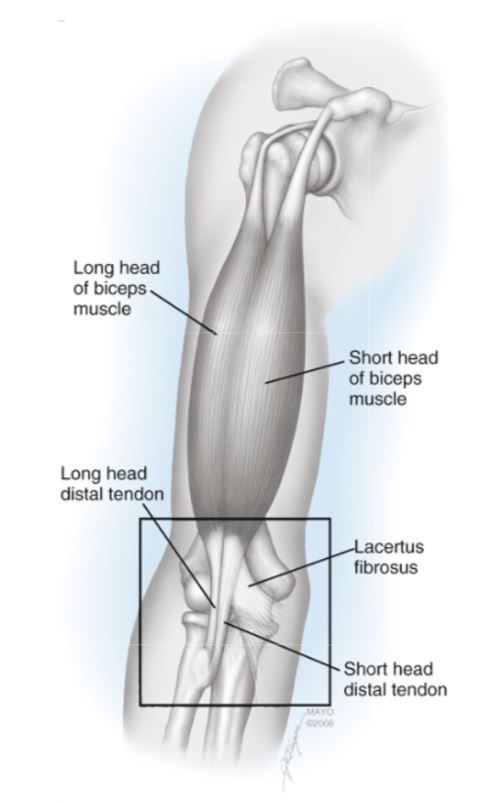 Long head
of biceps
muscle
Short head
of biceps
muscle
Long head
distal tendon
Lacertus
fibrosus
Short head
distal tendon
MAYO
©2006